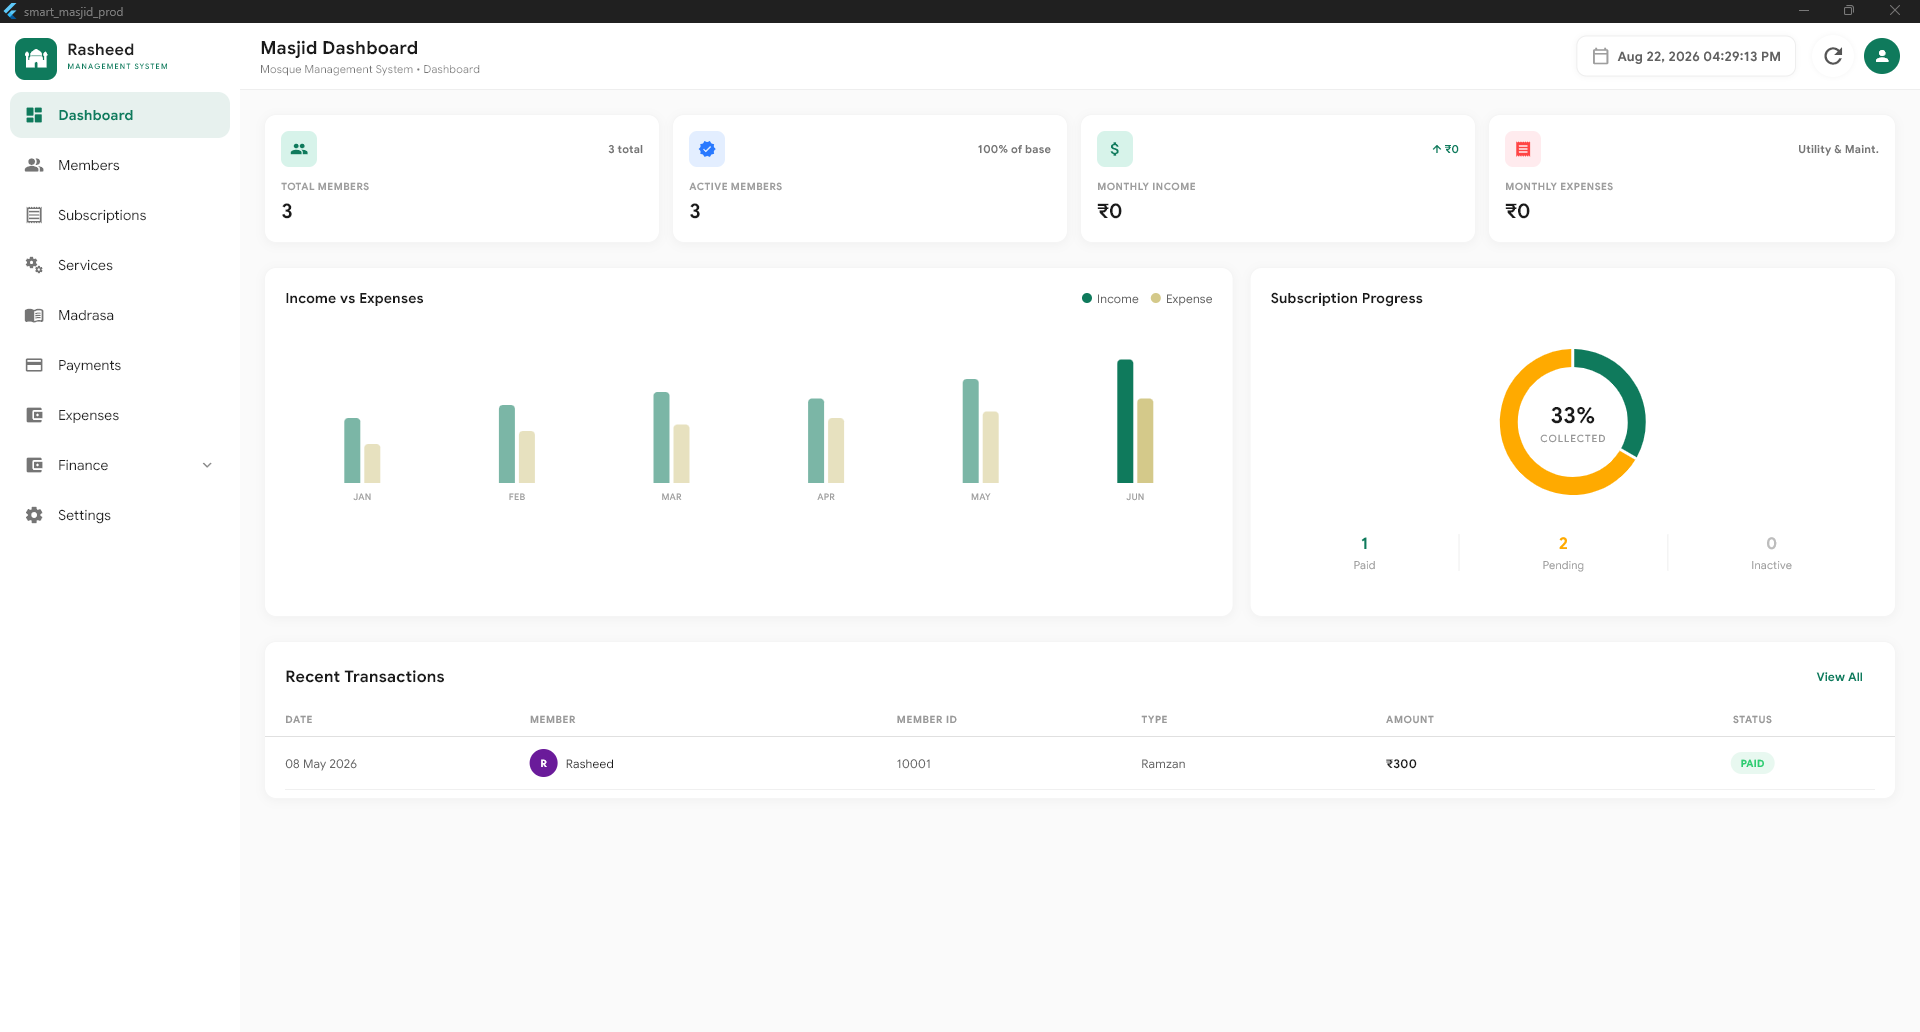 smart_masjid_prod
Rasheed
MANAGEMENT SYSTEM
Dashboard
Members
Subscriptions
Services
Madrasa
Payments
Expenses
Finance
Settings
Masjid Dashboard
Mosque Management System • Dashboard
Aug 22, 2026 04:29:13 PM
3 total
TOTAL MEMBERS
3
100% of base
ACTIVE MEMBERS
3
$
↑ ₹0
MONTHLY INCOME
₹0
Utility & Maint.
MONTHLY EXPENSES
₹0
Income vs Expenses
Income Expense
JAN FEB MAR APR MAY JUN
Subscription Progress
33%
COLLECTED
1 2 0
Paid Pending Inactive
Recent Transactions
View All
DATE MEMBER MEMBER ID TYPE AMOUNT STATUS
08 May 2026 R Rasheed 10001 Ramzan ₹300 PAID